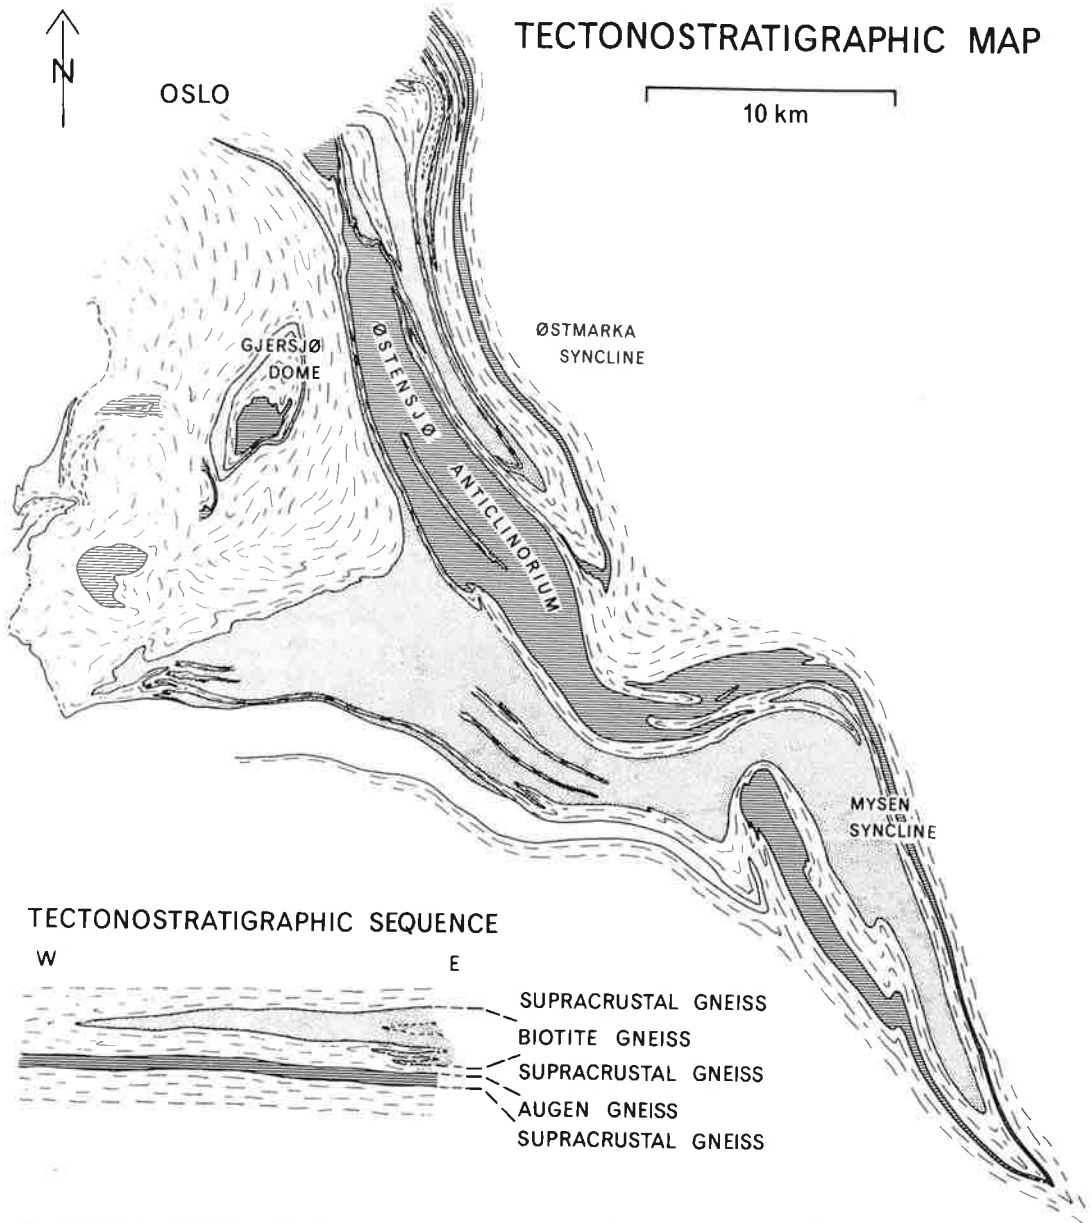 TECTONOSTRATIGRAPHIC MAP
N
OSLO
10 km
ØSTMARKA
SYNCLINE
GJERSJØ
DOME
ØSTENSJØ
ANTICLINORIUM
MYSEN
SYNCLINE
TECTONOSTRATIGRAPHIC SEQUENCE
W
E
SUPRACRUSTAL GNEISS
BIOTITE GNEISS
SUPRACRUSTAL GNEISS
AUGEN GNEISS
SUPRACRUSTAL GNEISS